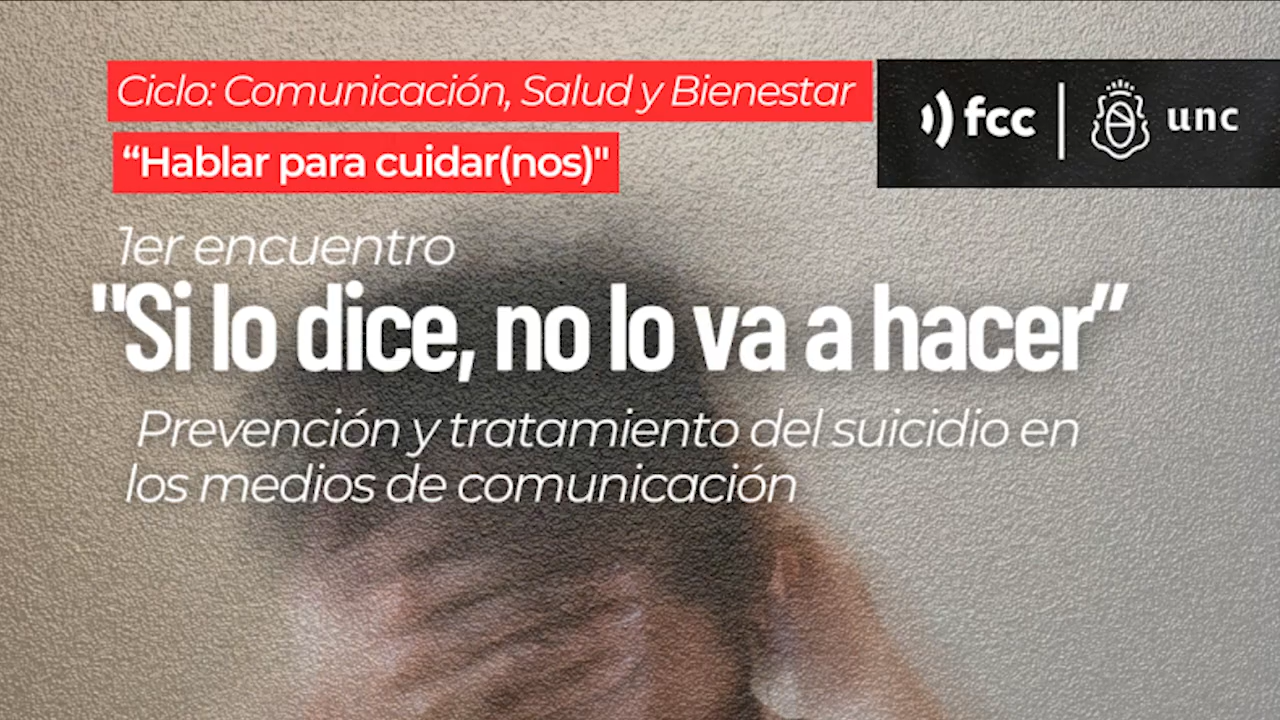 Ciclo: Comunicación, Salud y Bienestar
“Hablar para cuidar(nos)"
fcc
unc
1er encuentro
"Si lo dice, no lo va a hacer”
Prevención y tratamiento del suicidio en
los medios de comunicación